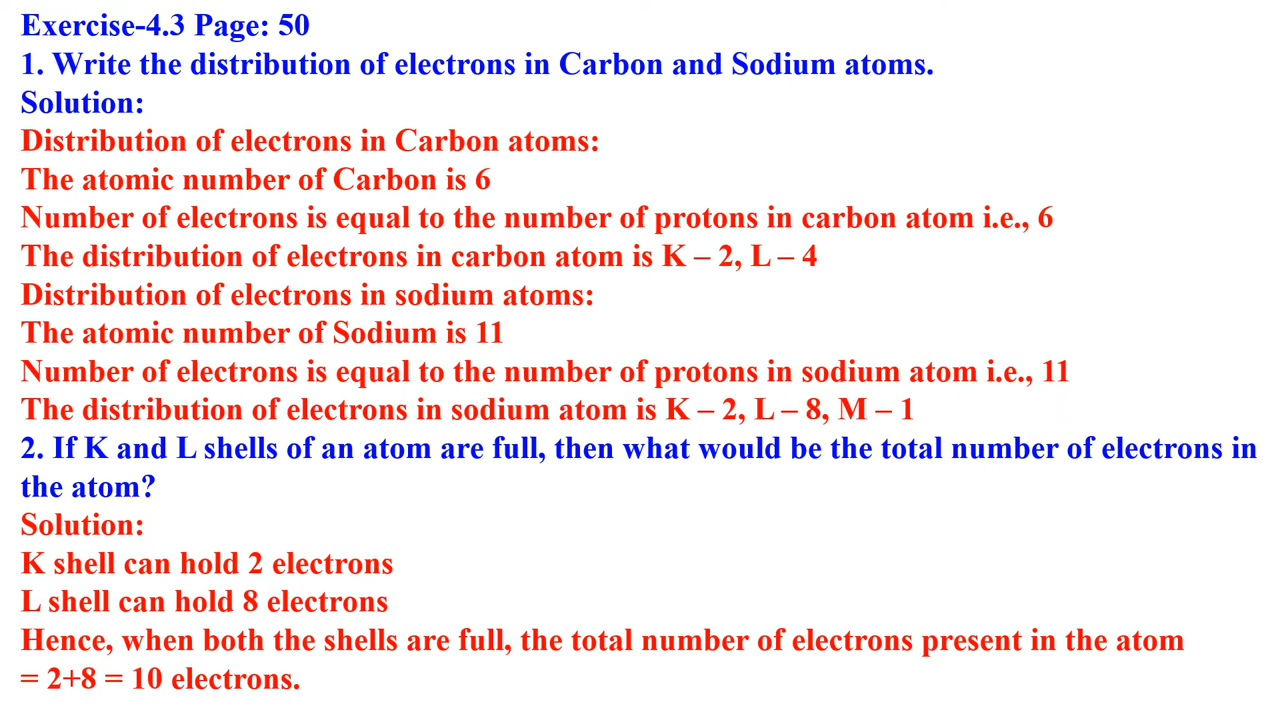 Exercise-4.3 Page: 50
1. Write the distribution of electrons in Carbon and Sodium atoms.
Solution:
Distribution of electrons in Carbon atoms:
The atomic number of Carbon is 6
Number of electrons is equal to the number of protons in carbon atom i.e., 6
The distribution of electrons in carbon atom is K – 2, L – 4
Distribution of electrons in sodium atoms:
The atomic number of Sodium is 11
Number of electrons is equal to the number of protons in sodium atom i.e., 11
The distribution of electrons in sodium atom is K – 2, L – 8, M – 1
2. If K and L shells of an atom are full, then what would be the total number of electrons in
the atom?
Solution:
K shell can hold 2 electrons
L shell can hold 8 electrons
Hence, when both the shells are full, the total number of electrons present in the atom
= 2+8 = 10 electrons.